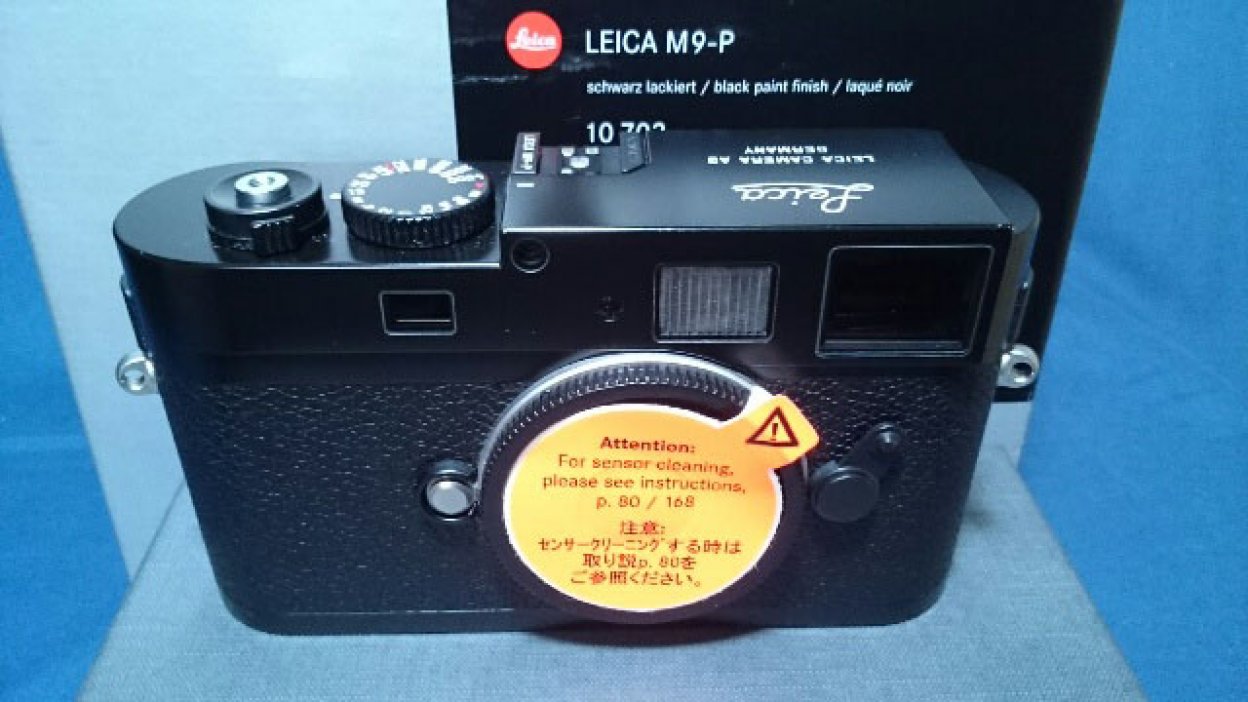 Leica
LEICA M9-P
schwarz lackiert / black paint finish / laqué noir
10 703
LEICA CAMERA AG
GERMANY
Leica
Attention:
For sensor cleaning,
please see instructions,
p. 80 / 168
注意:
センサークリーニングする時は
取り説p. 80を
ご参照ください。